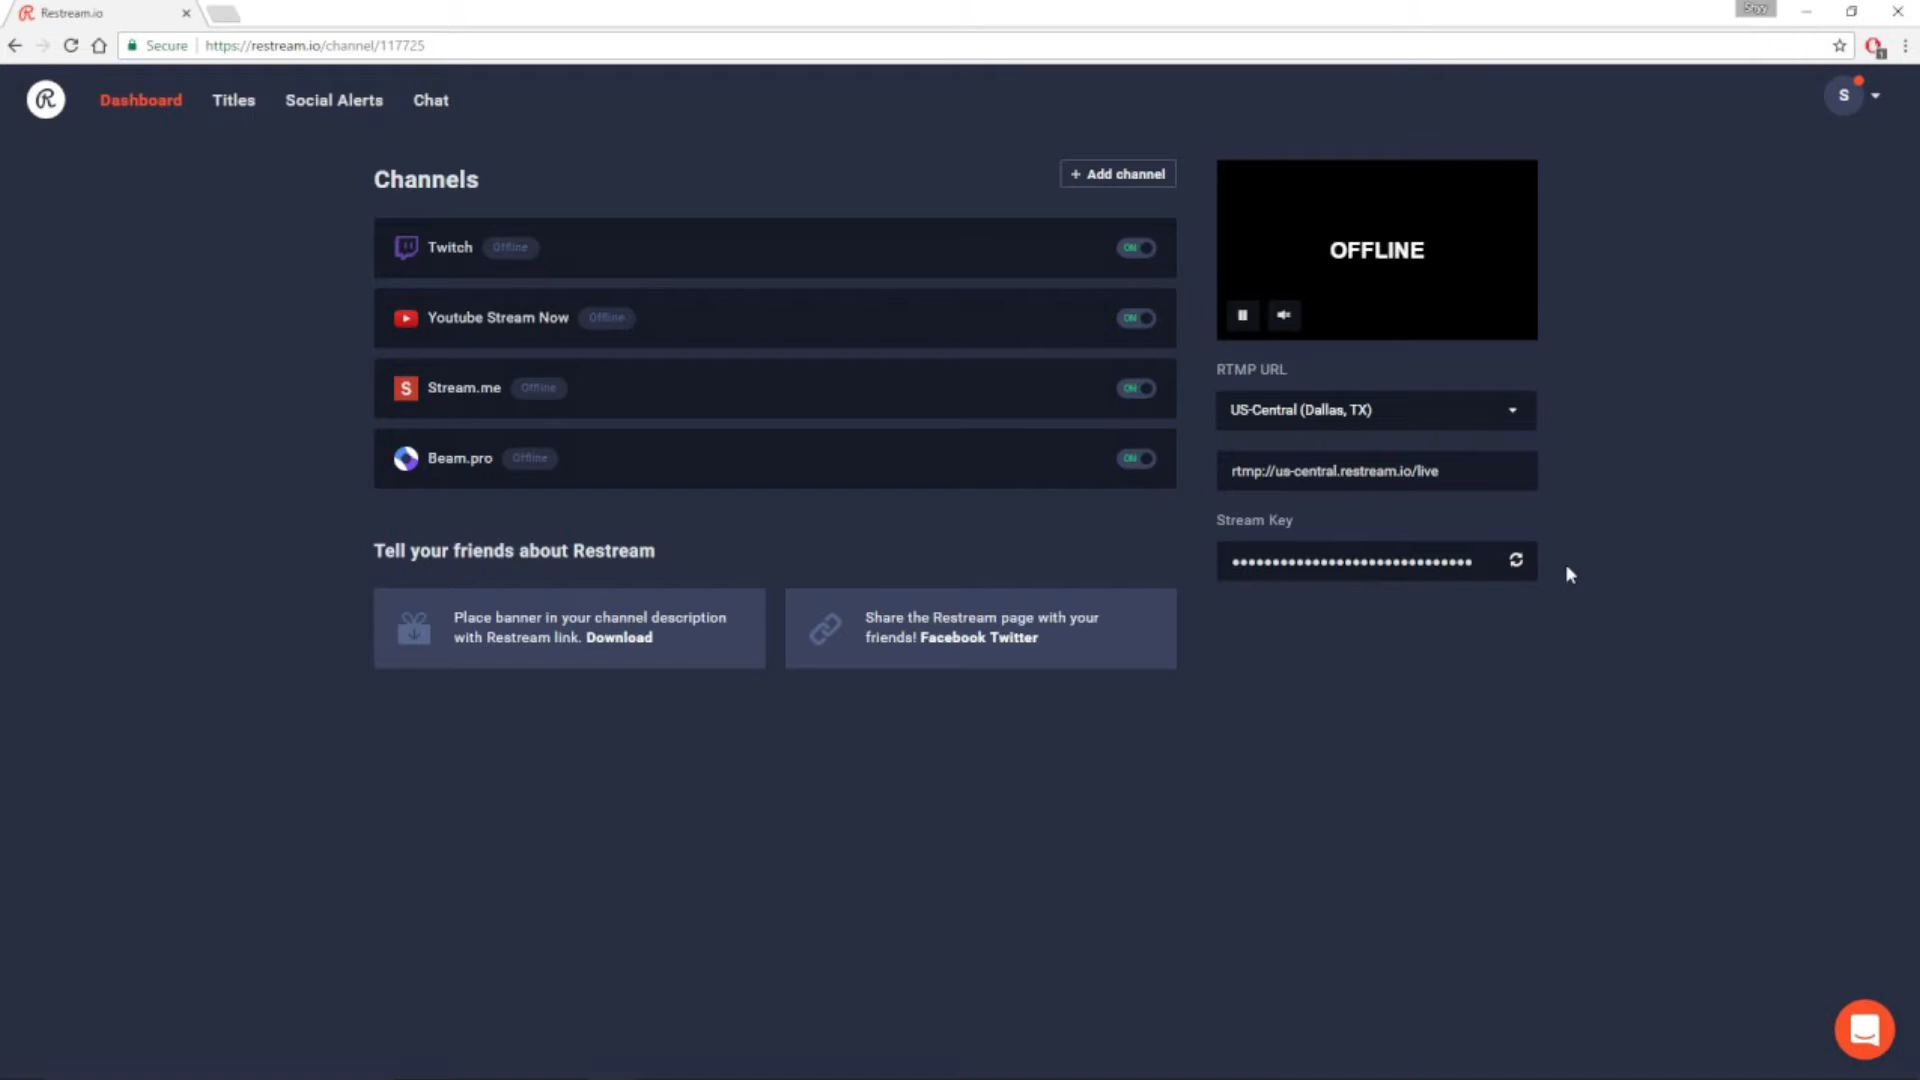 Restream.io
Secure
https://restream.io/channel/117725
Dashboard
Titles
Social Alerts
Chat
S
Channels
+ Add channel
Twitch
Offline
ON
Youtube Stream Now
Offline
ON
S
Stream.me
Offline
ON
Beam.pro
Offline
ON
OFFLINE
RTMP URL
US-Central (Dallas, TX)
rtmp://us-central.restream.io/live
Stream Key
Tell your friends about Restream
Place banner in your channel description
with Restream link. Download
Share the Restream page with your
friends! Facebook Twitter